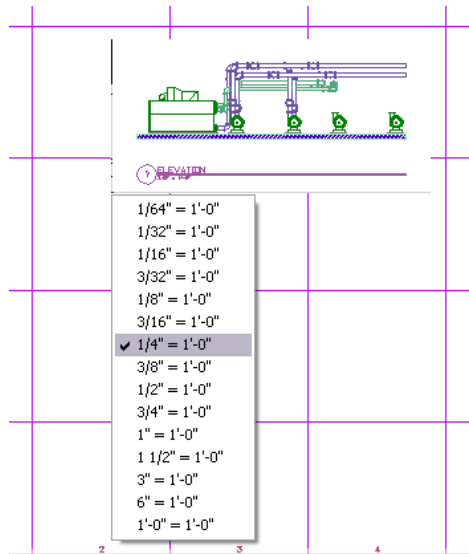 ?
ELEVATION
1/64" = 1'-0"
1/32" = 1'-0"
1/16" = 1'-0"
3/32" = 1'-0"
1/8" = 1'-0"
3/16" = 1'-0"
1/4" = 1'-0"
3/8" = 1'-0"
1/2" = 1'-0"
3/4" = 1'-0"
1" = 1'-0"
1 1/2" = 1'-0"
3" = 1'-0"
6" = 1'-0"
1'-0" = 1'-0"
2 3 4